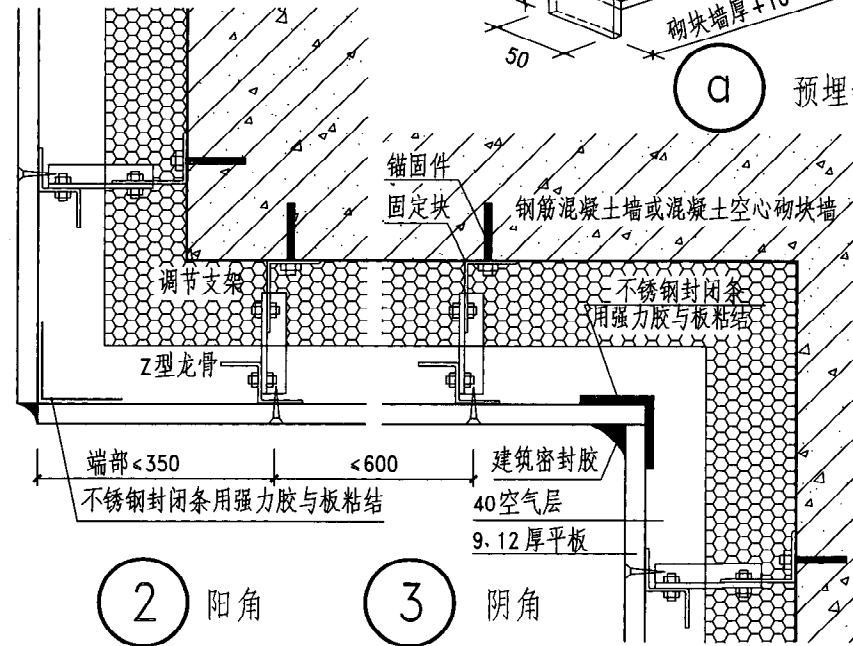 50
砌块墙厚+10
a
预埋
锚固件
固定块
钢筋混凝土墙或混凝土空心砌块墙
调节支架
不锈钢封闭条
用强力胶与板粘结
Z型龙骨
端部≤350
≤600
建筑密封胶
不锈钢封闭条用强力胶与板粘结
40空气层
9、12厚平板
2
阳角
3
阴角